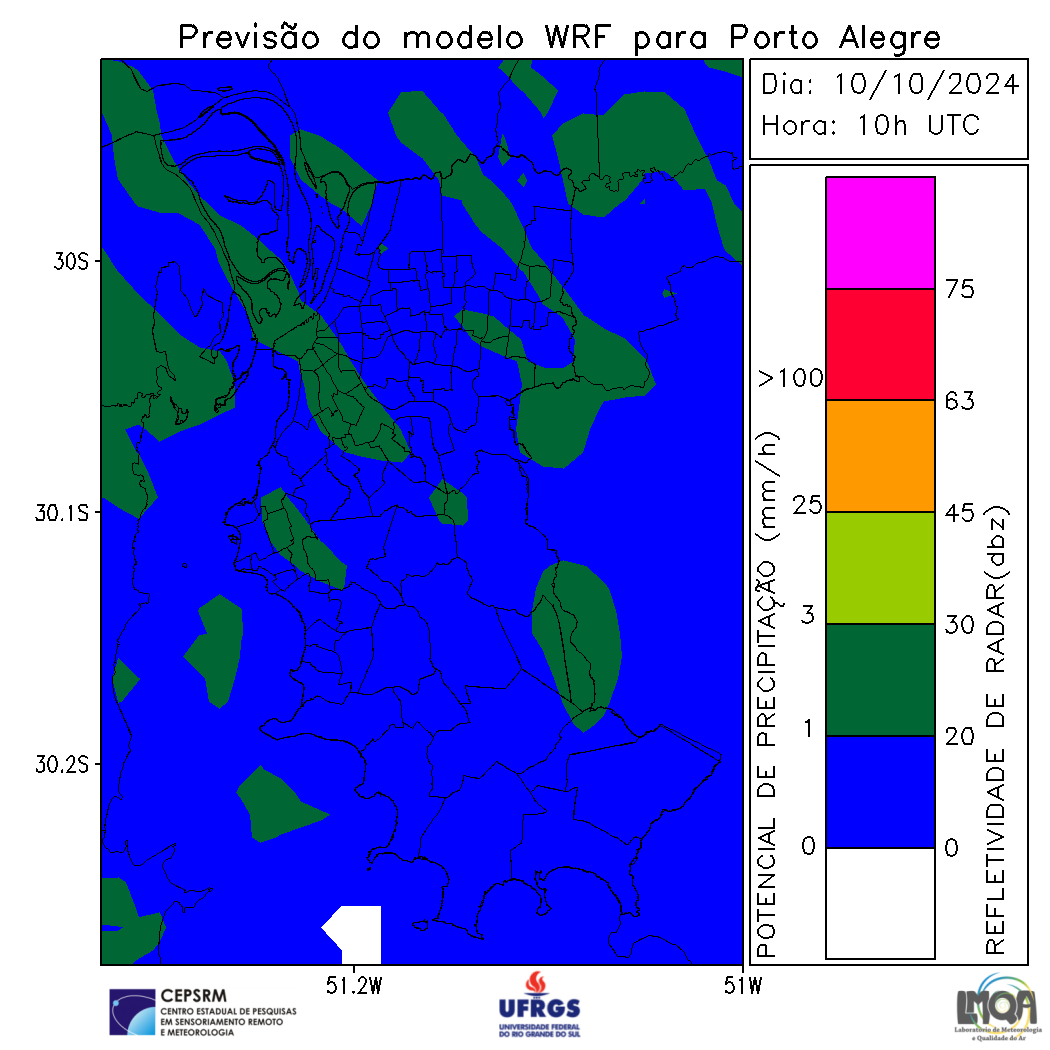 Previsão do modelo WRF para Porto Alegre
Dia: 10/10/2024
Hora: 10h UTC
30S
30.1S
30.2S
51.2W
51W
POTENCIAL DE PRECIPITAÇÃO (mm/h)
>100
25
3
1
0
75
63
45
30
20
0
REFLETIVIDADE DE RADAR(dbz)
CEPSRM
CENTRO ESTADUAL DE PESQUISAS
EM SENSORIAMENTO REMOTO
E METEOROLOGIA
UFRGS
UNIVERSIDADE FEDERAL
DO RIO GRANDE DO SUL
LMQA
Laboratório de Meteorologia
e Qualidade do Ar